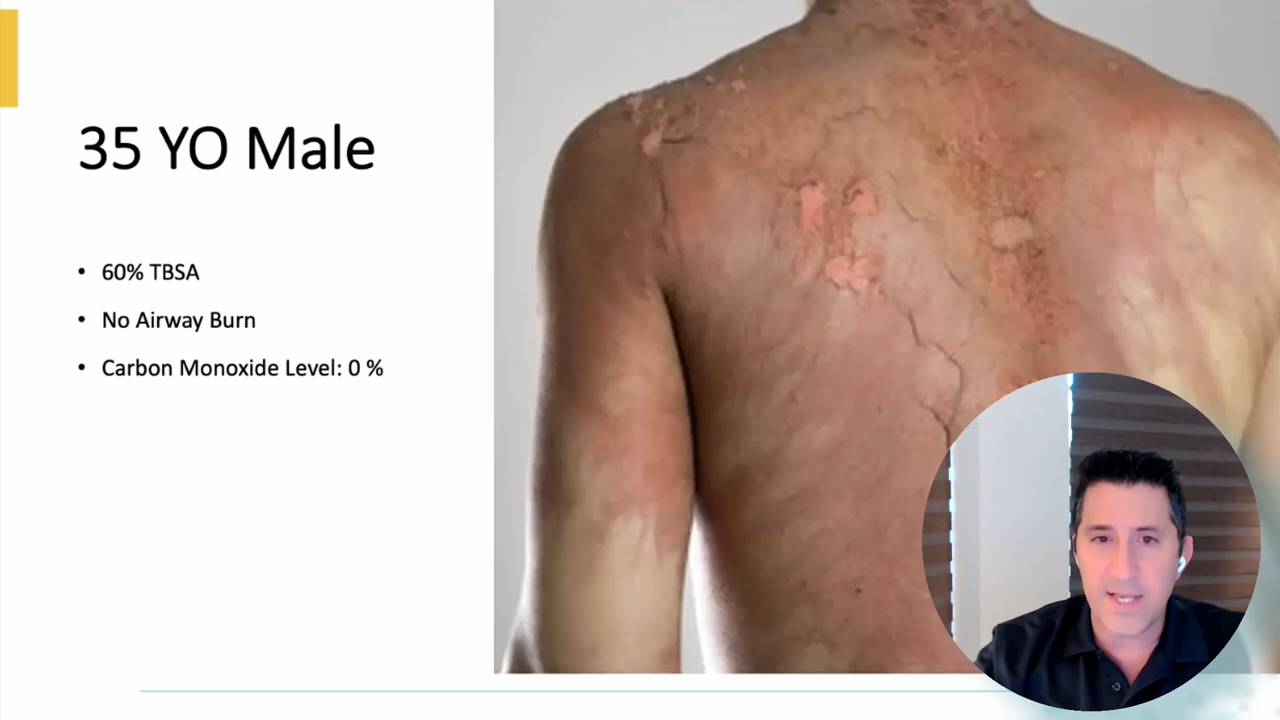 35 YO Male
• 60% TBSA
• No Airway Burn
• Carbon Monoxide Level: 0 %